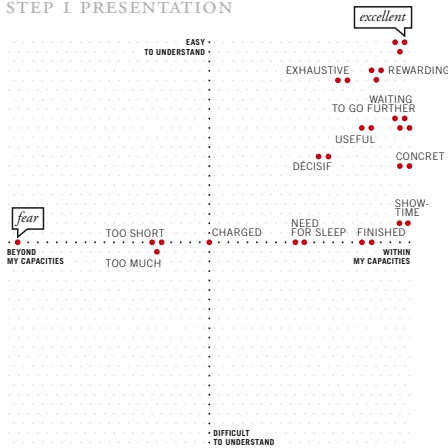 STEP I PRESENTATION
excellent
EASY
TO UNDERSTAND
EXHAUSTIVE
REWARDING
WAITING
TO GO FURTHER
USEFUL
DÉCISIF
CONCRET
SHOW-
TIME
fear
TOO SHORT
CHARGED
NEED
FOR SLEEP
FINISHED
BEYOND
MY CAPACITIES
WITHIN
MY CAPACITIES
TOO MUCH
DIFFICULT
TO UNDERSTAND